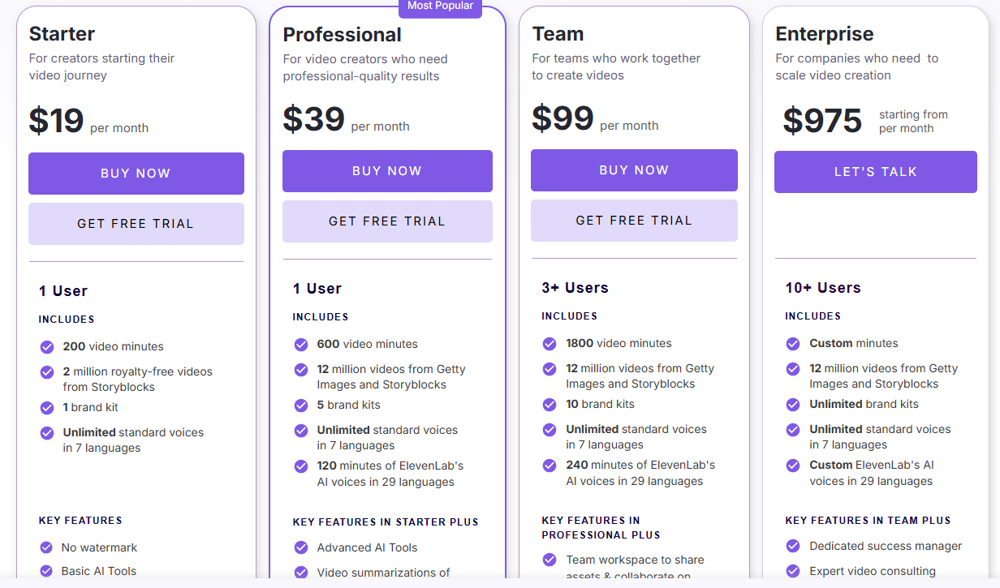 Most Popular
Starter
For creators starting their
video journey
$19 per month
BUY NOW
GET FREE TRIAL
1 User
INCLUDES
200 video minutes
2 million royalty-free videos
from Storyblocks
1 brand kit
Unlimited standard voices
in 7 languages
KEY FEATURES
No watermark
Basic AI Tools
Professional
For video creators who need
professional-quality results
$39 per month
BUY NOW
GET FREE TRIAL
1 User
INCLUDES
600 video minutes
12 million videos from Getty
Images and Storyblocks
5 brand kits
Unlimited standard voices
in 7 languages
120 minutes of ElevenLab's
AI voices in 29 languages
KEY FEATURES IN STARTER PLUS
Advanced AI Tools
Video summarizations of
Team
For teams who work together
to create videos
$99 per month
BUY NOW
GET FREE TRIAL
3+ Users
INCLUDES
1800 video minutes
12 million videos from Getty
Images and Storyblocks
10 brand kits
Unlimited standard voices
in 7 languages
240 minutes of ElevenLab's
AI voices in 29 languages
KEY FEATURES IN
PROFESSIONAL PLUS
Team workspace to share
assets & collaborate on
Enterprise
For companies who need  to
scale video creation
$975 starting from
per month
LET'S TALK
10+ Users
INCLUDES
Custom minutes
12 million videos from Getty
Images and Storyblocks
Unlimited brand kits
Unlimited standard voices
in 7 languages
Custom ElevenLab's AI
voices in 29 languages
KEY FEATURES IN TEAM PLUS
Dedicated success manager
Expert video consulting